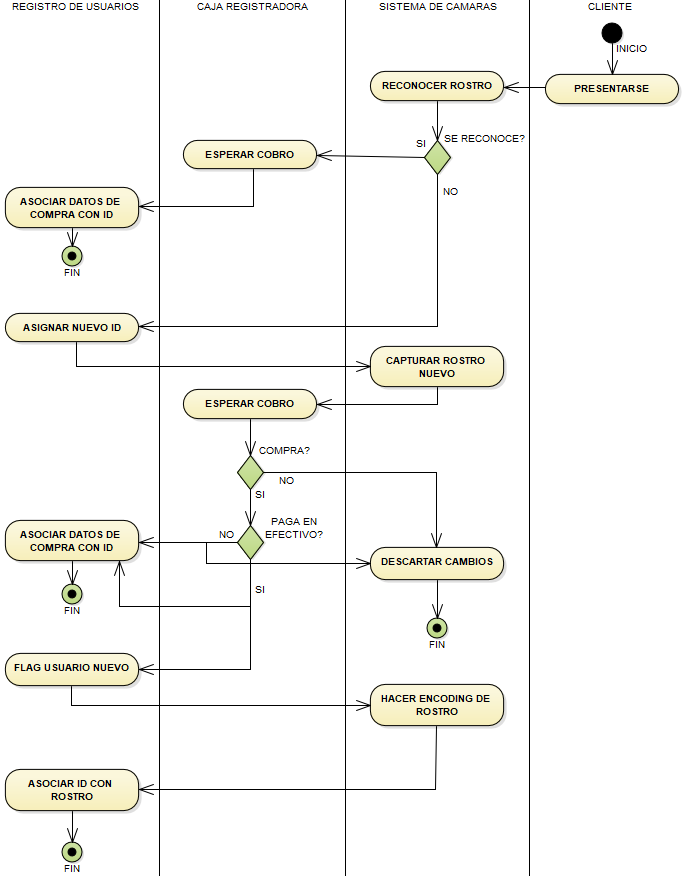 REGISTRO DE USUARIOS
CAJA REGISTRADORA
SISTEMA DE CAMARAS
CLIENTE
INICIO
RECONOCER ROSTRO
PRESENTARSE
SE RECONOCE?
SI
ESPERAR COBRO
NO
ASOCIAR DATOS DE
COMPRA CON ID
FIN
ASIGNAR NUEVO ID
CAPTURAR ROSTRO
NUEVO
ESPERAR COBRO
COMPRA?
NO
SI
PAGA EN
EFECTIVO?
NO
ASOCIAR DATOS DE
COMPRA CON ID
DESCARTAR CAMBIOS
SI
FIN
FIN
FLAG USUARIO NUEVO
HACER ENCODING DE
ROSTRO
ASOCIAR ID CON
ROSTRO
FIN